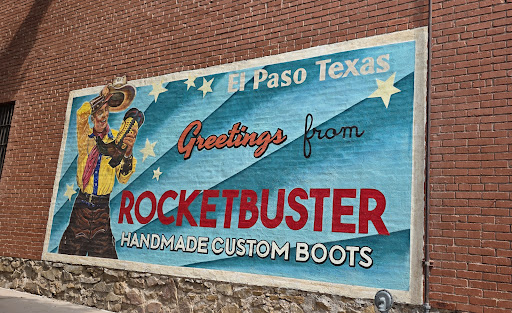 El Paso Texas
Greetings from
ROCKETBUSTER
HANDMADE CUSTOM BOOTS